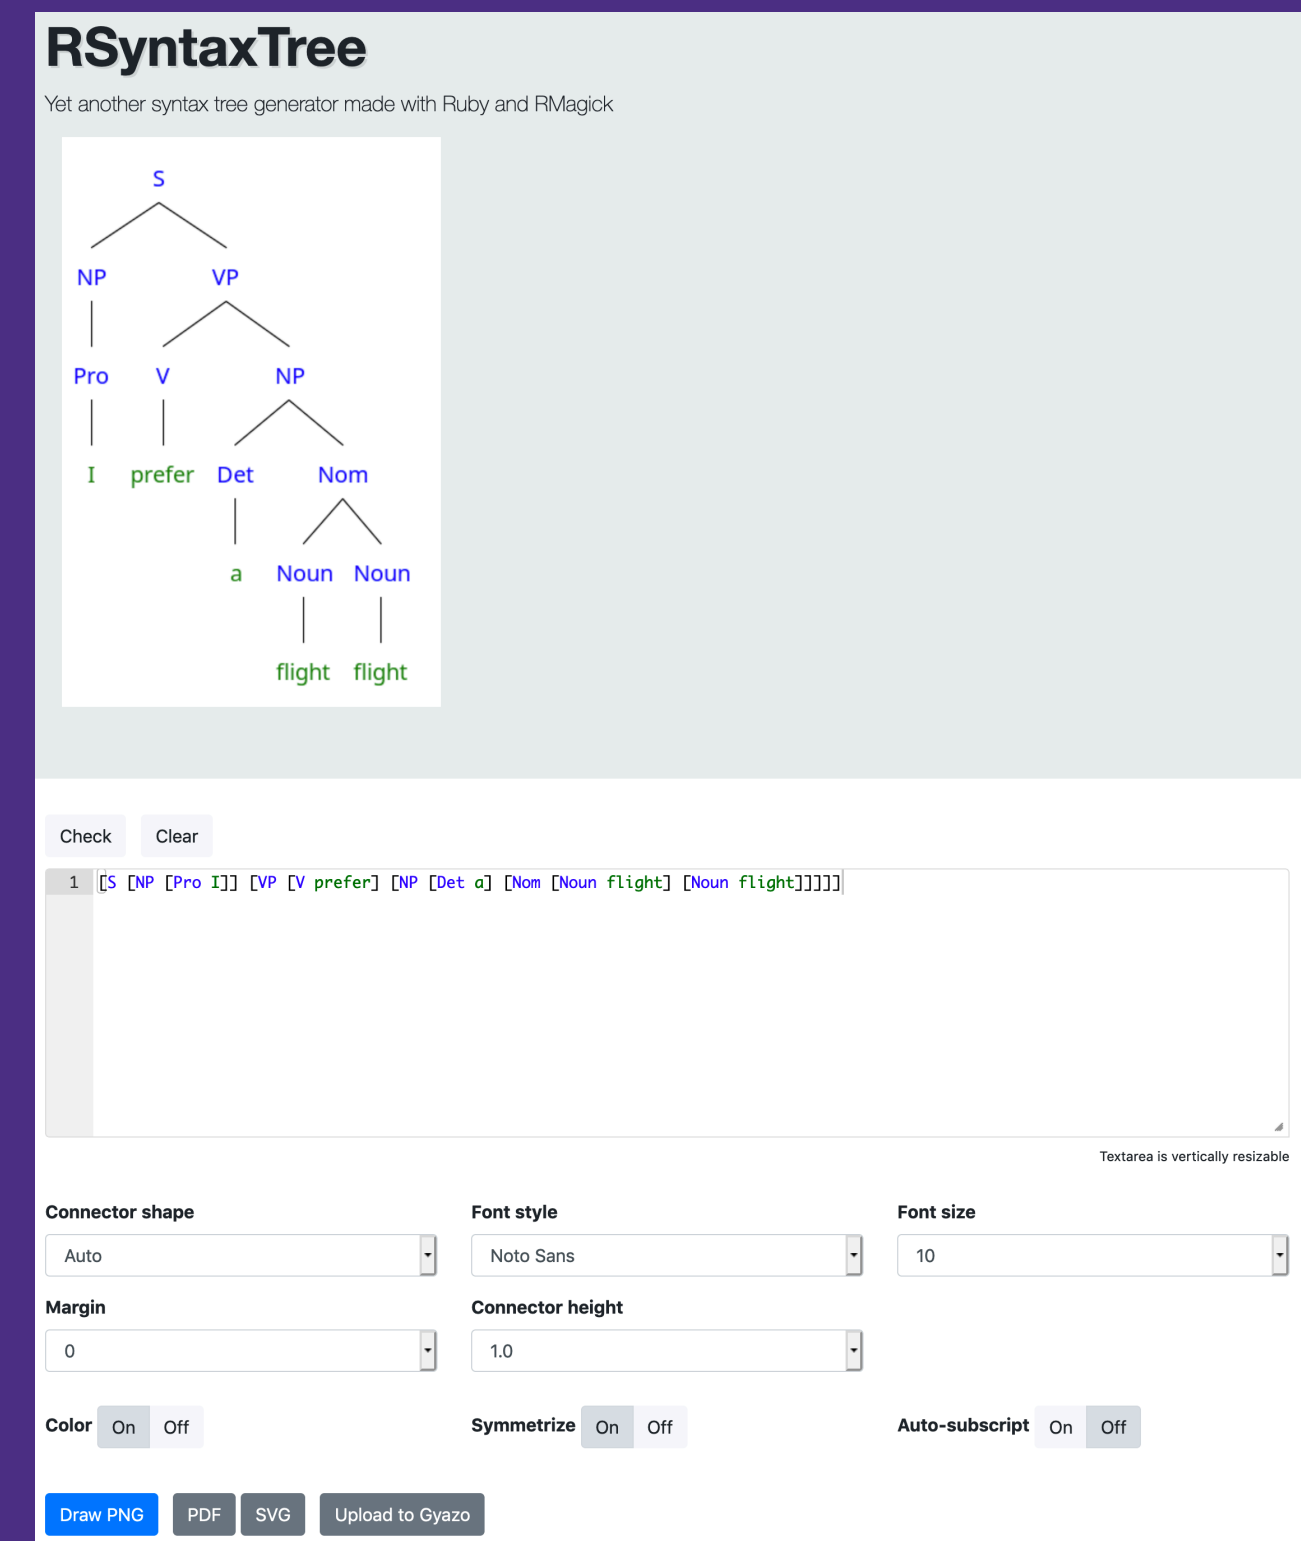 RSyntaxTree
Yet another syntax tree generator made with Ruby and RMagick
S
NP VP
Pro V NP
I prefer Det Nom
a Noun Noun
flight flight
Check Clear
1 [S [NP [Pro I]] [VP [V prefer] [NP [Det a] [Nom [Noun flight] [Noun flight]]]]]
Textarea is vertically resizable
Connector shape Font style Font size
Auto Noto Sans 10
Margin Connector height
0 1.0
Color On Off Symmetrize On Off Auto-subscript On Off
Draw PNG PDF SVG Upload to Gyazo